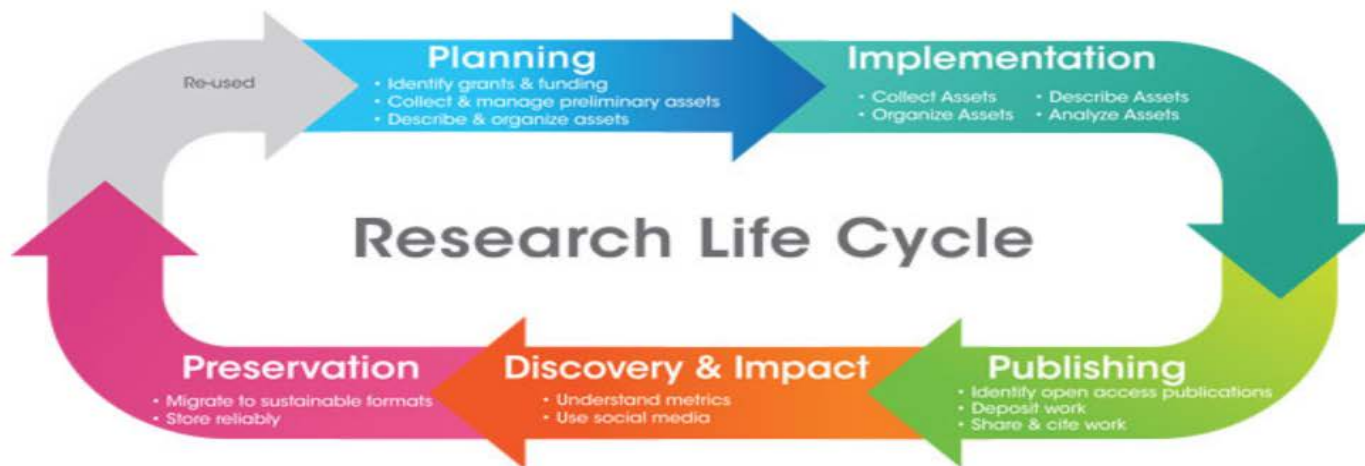 Re-used
Planning
• Identify grants & funding
• Collect & manage preliminary assets
• Describe & organize assets
Implementation
• Collect Assets • Describe Assets
• Organize Assets • Analyze Assets
Research Life Cycle
Publishing
• Identify open access publications
• Deposit work
• Share & cite work
Discovery & Impact
• Understand metrics
• Use social media
Preservation
• Migrate to sustainable formats
• Store reliably